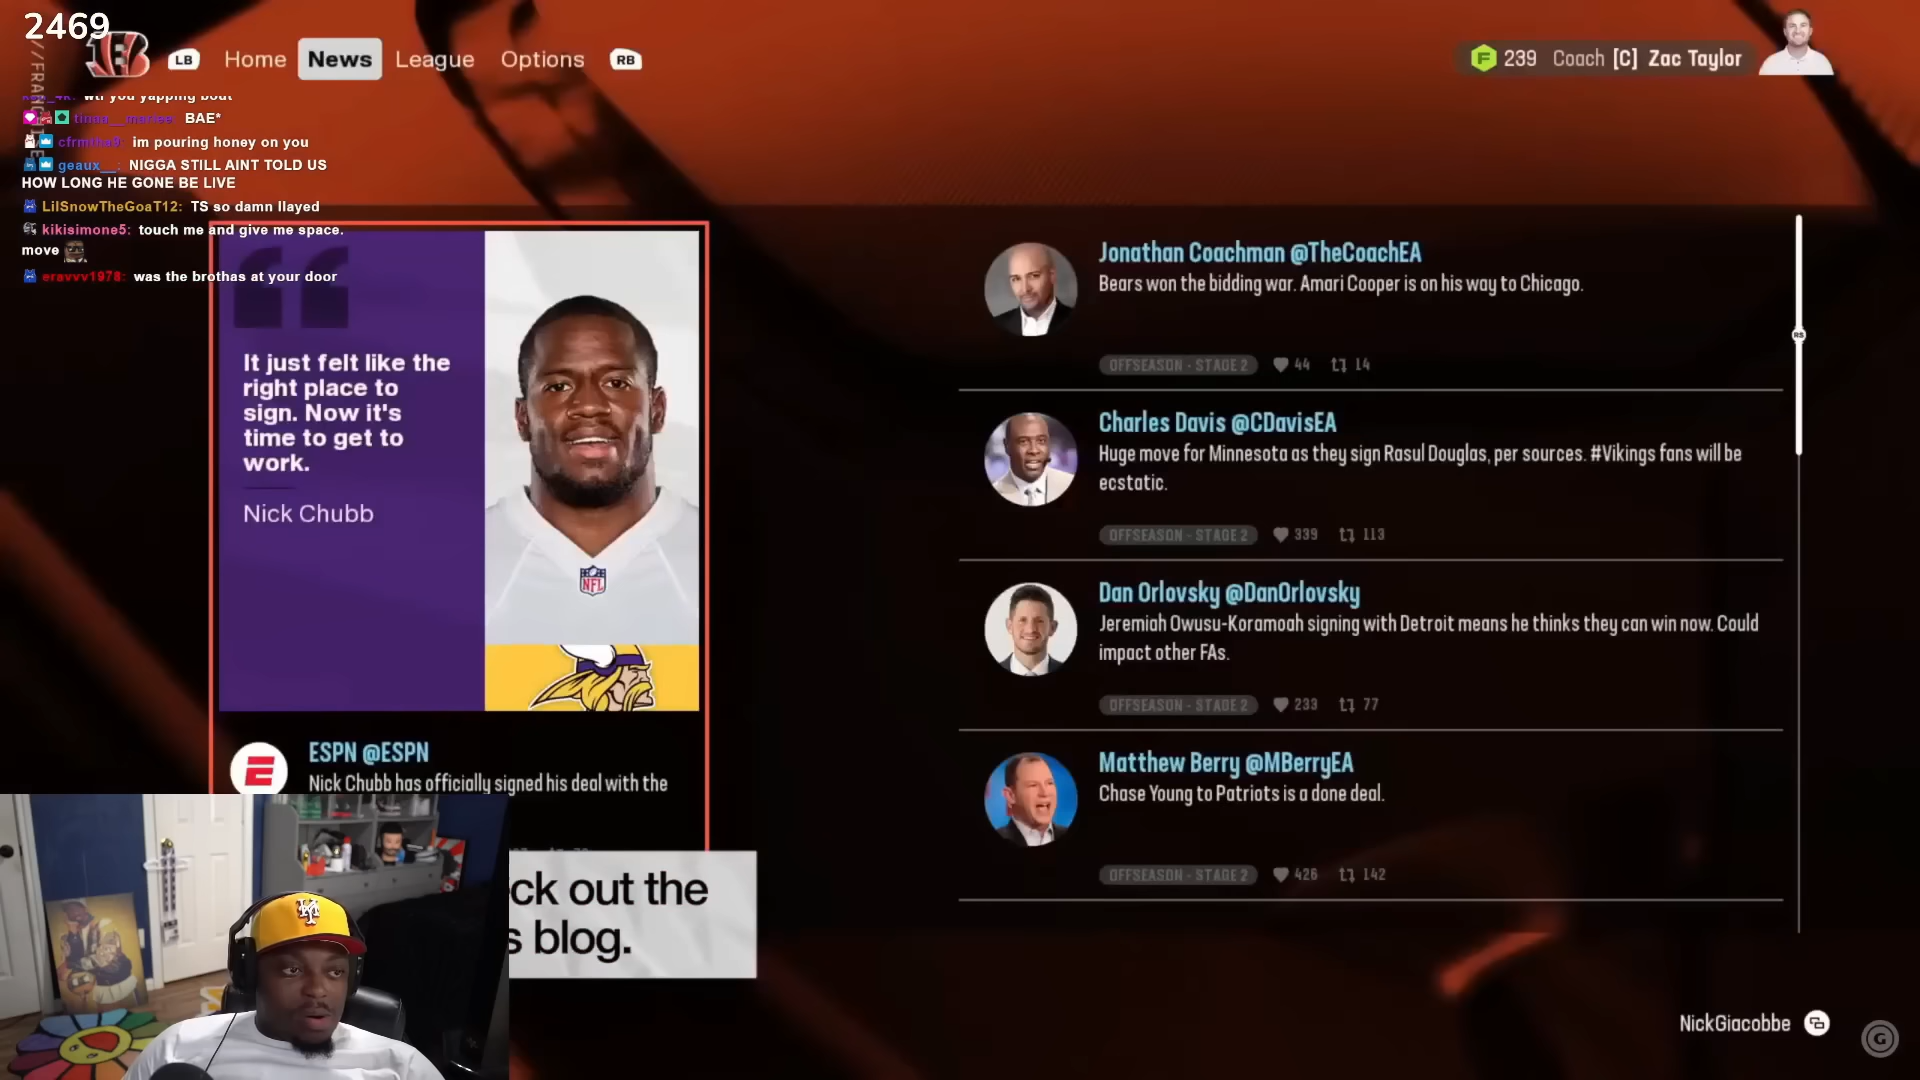 2469
//FRANCHISE
LB Home News League Options RB
239 Coach [C] Zac Taylor
wtf you yapping bout
BAE*
im pouring honey on you
geaux__: NIGGA STILL AINT TOLD US
HOW LONG HE GONE BE LIVE
LilSnowTheGoaT12: TS so damn llayed
kikisimone5: touch me and give me space.
move
eravvv1978: was the brothas at your door
It just felt like the
right place to
sign. Now it's
time to get to
work.
Nick Chubb
NFL
ESPN @ESPN
Nick Chubb has officially signed his deal with the
ck out the
s blog.
Jonathan Coachman @TheCoachEA
Bears won the bidding war. Amari Cooper is on his way to Chicago.
OFFSEASON - STAGE 2 44 14
RS
Charles Davis @CDavisEA
Huge move for Minnesota as they sign Rasul Douglas, per sources. #Vikings fans will be
ecstatic.
OFFSEASON - STAGE 2 339 113
Dan Orlovsky @DanOrlovsky
Jeremiah Owusu-Koramoah signing with Detroit means he thinks they can win now. Could
impact other FAs.
OFFSEASON - STAGE 2 233 77
Matthew Berry @MBerryEA
Chase Young to Patriots is a done deal.
OFFSEASON - STAGE 2 426 142
NickGiacobbe
G